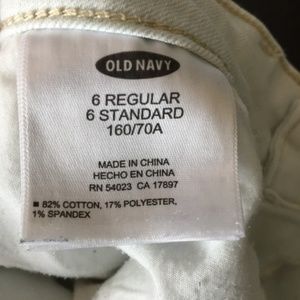 OLD NAVY
6 REGULAR
6 STANDARD
160/70A
MADE IN CHINA
HECHO EN CHINA
RN 54023 CA 17897
■ 82% COTTON, 17% POLYESTER,
1% SPANDEX